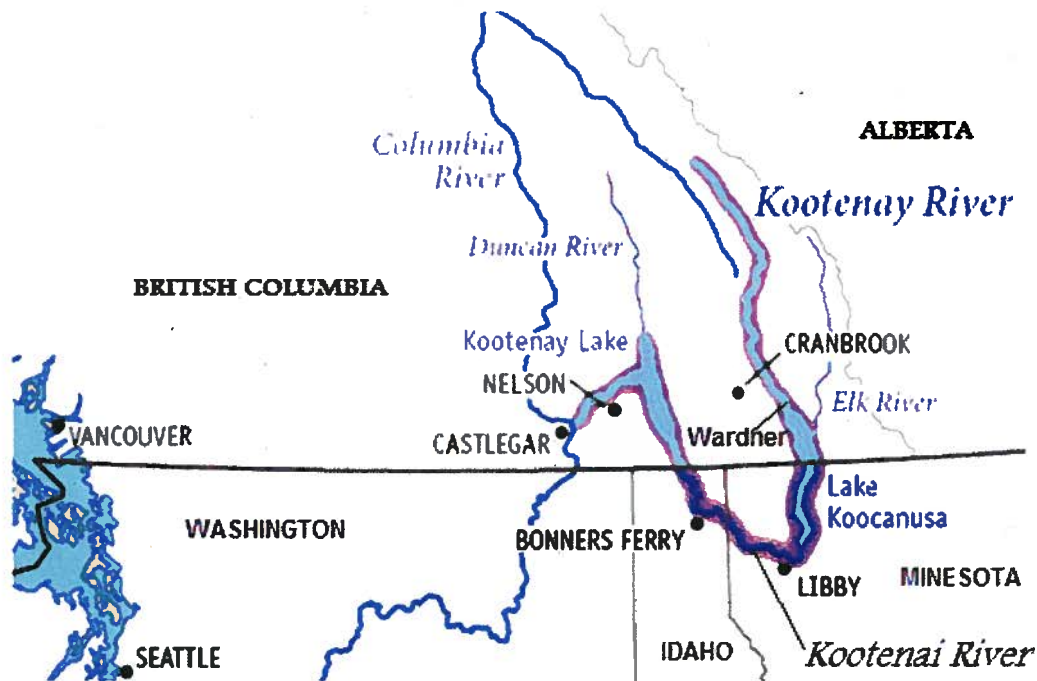 ALBERTA
Columbia
River
Kootenay River
Duncan River
BRITISH COLUMBIA
Kootenay Lake
CRANBROOK
NELSON
Elk River
VANCOUVER
CASTLEGAR
Wardner
Lake
Koocanusa
WASHINGTON
BONNERS FERRY
LIBBY
MINESOTA
SEATTLE
IDAHO
Kootenai River